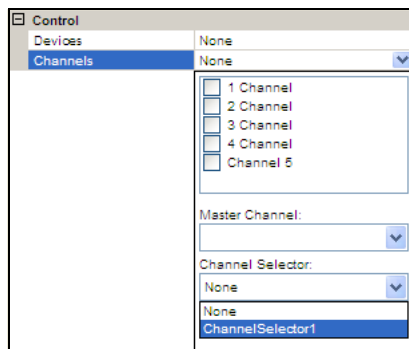 Control
Devices None
Channels None
1 Channel
2 Channel
3 Channel
4 Channel
Channel 5
Master Channel:
Channel Selector:
None
None
ChannelSelector1